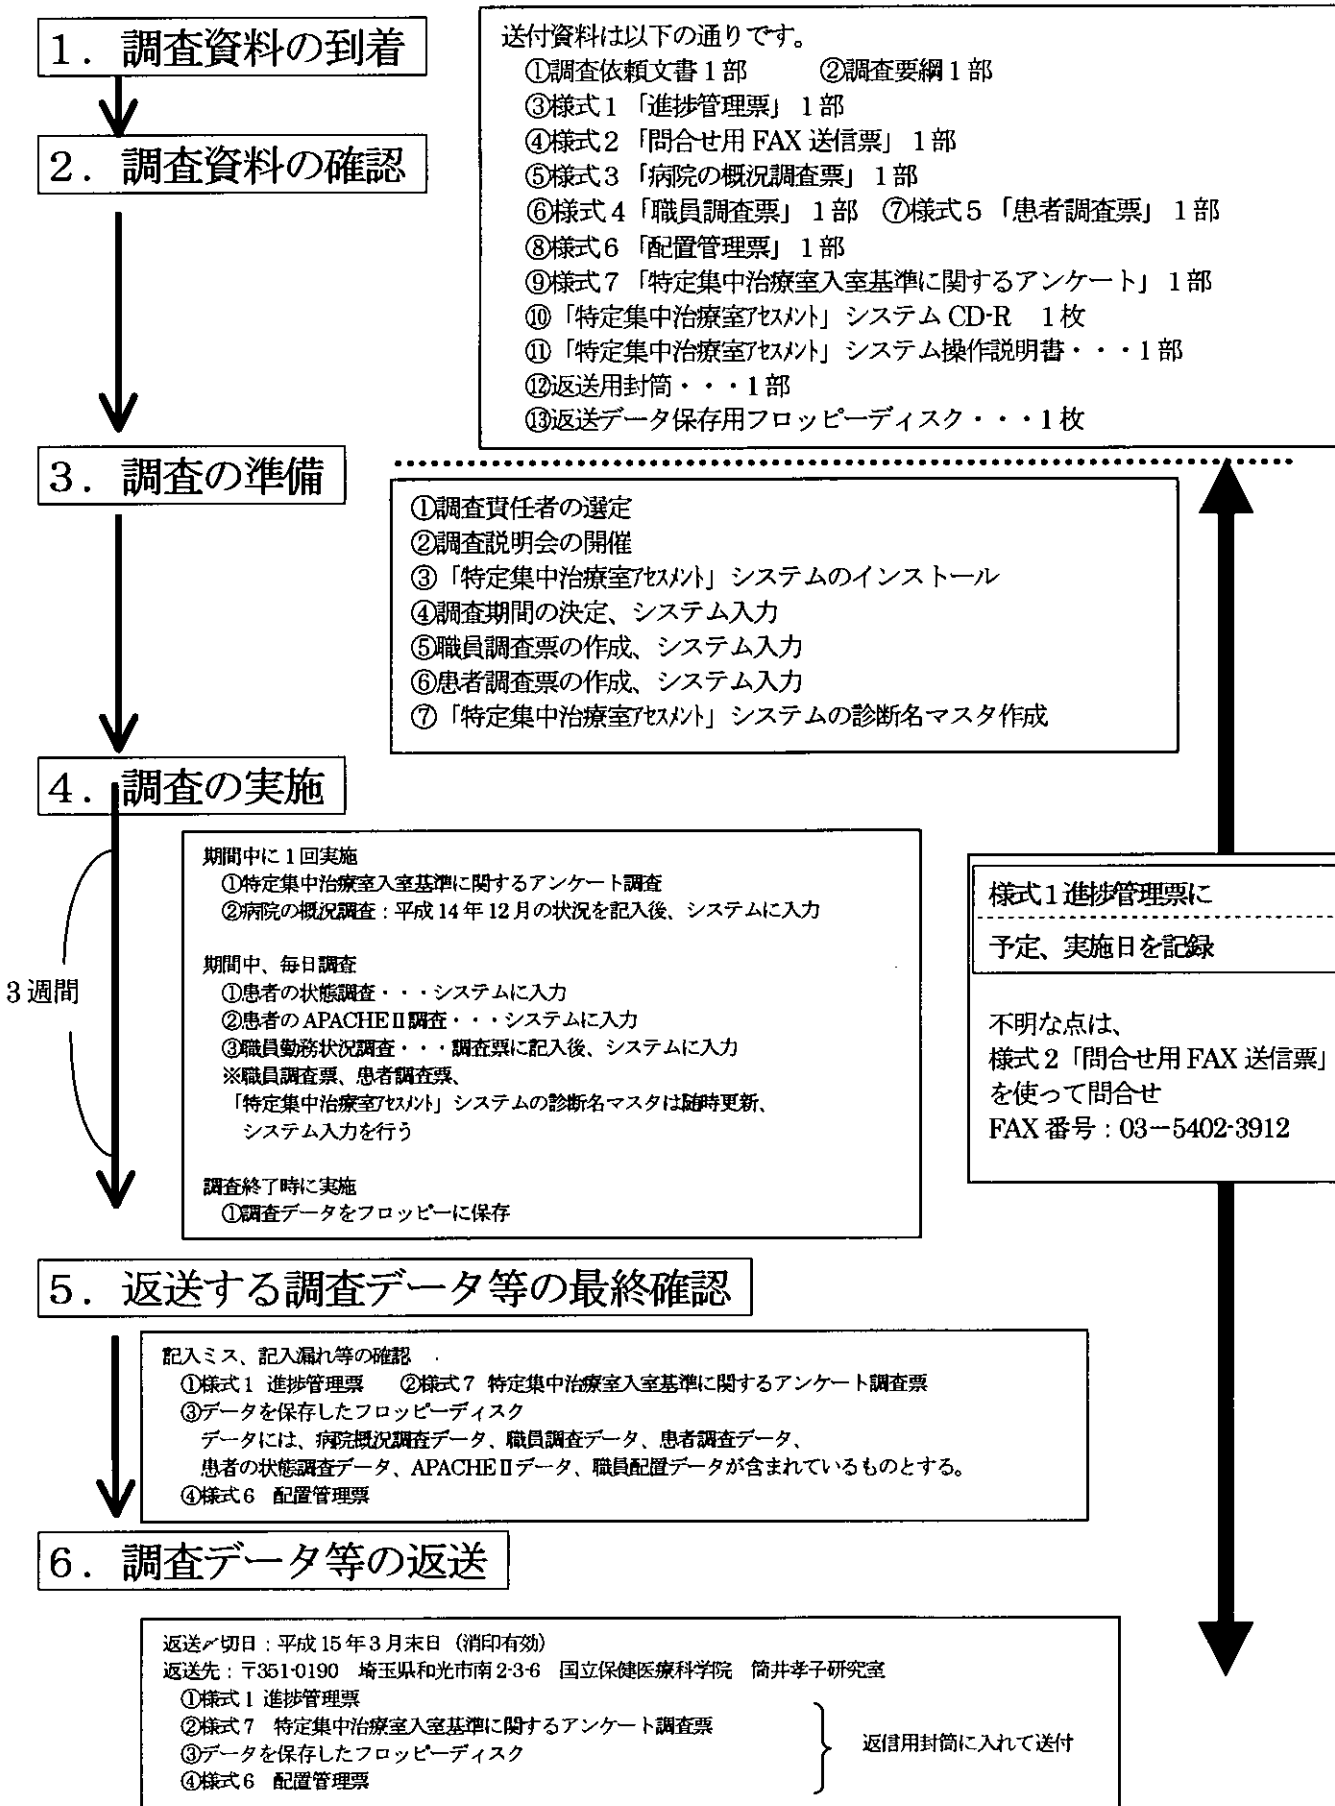 1．調査資料の到着
送付資料は以下の通りです。
①調査依頼文書1部　　②調査要綱1部
③様式1「進捗管理票」1部
④様式2「問合せ用FAX送信票」1部
⑤様式3「病院の概況調査票」1部
⑥様式4「職員調査票」1部　⑦様式5「患者調査票」1部
⑧様式6「配置管理票」1部
⑨様式7「特定集中治療室入室基準に関するアンケート」1部
⑩「特定集中治療室ｱｾｽﾒﾝﾄ」システムCD-R　1枚
⑪「特定集中治療室ｱｾｽﾒﾝﾄ」システム操作説明書・・・1部
⑫返送用封筒・・・1部
⑬返送データ保存用フロッピーディスク・・・1枚
2．調査資料の確認
3．調査の準備
①調査責任者の選定
②調査説明会の開催
③「特定集中治療室ｱｾｽﾒﾝﾄ」システムのインストール
④調査期間の決定、システム入力
⑤職員調査票の作成、システム入力
⑥患者調査票の作成、システム入力
⑦「特定集中治療室ｱｾｽﾒﾝﾄ」システムの診断名マスタ作成
4．調査の実施
3週間
期間中に1回実施
①特定集中治療室入室基準に関するアンケート調査
②病院の概況調査：平成14年12月の状況を記入後、システムに入力
期間中、毎日調査
①患者の状態調査・・・システムに入力
②患者のAPACHEⅡ調査・・・システムに入力
③職員勤務状況調査・・・調査票に記入後、システムに入力
※職員調査票、患者調査票、
「特定集中治療室ｱｾｽﾒﾝﾄ」システムの診断名マスタは随時更新、
システム入力を行う
調査終了時に実施
①調査データをフロッピーに保存
様式1進捗管理票に
予定、実施日を記録
不明な点は、
様式2「問合せ用FAX送信票」
を使って問合せ
FAX番号：03－5402-3912
5．返送する調査データ等の最終確認
記入ミス、記入漏れ等の確認
①様式1 進捗管理票　②様式7 特定集中治療室入室基準に関するアンケート調査票
③データを保存したフロッピーディスク
データには、病院概況調査データ、職員調査データ、患者調査データ、
患者の状態調査データ、APACHEⅡデータ、職員配置データが含まれているものとする。
④様式6　配置管理票
6．調査データ等の返送
返送〆切日：平成15年3月末日（消印有効）
返送先：〒351-0190　埼玉県和光市南2-3-6　国立保健医療科学院　筒井孝子研究室
①様式1 進捗管理票
②様式7　特定集中治療室入室基準に関するアンケート調査票
③データを保存したフロッピーディスク
④様式6　配置管理票
返信用封筒に入れて送付